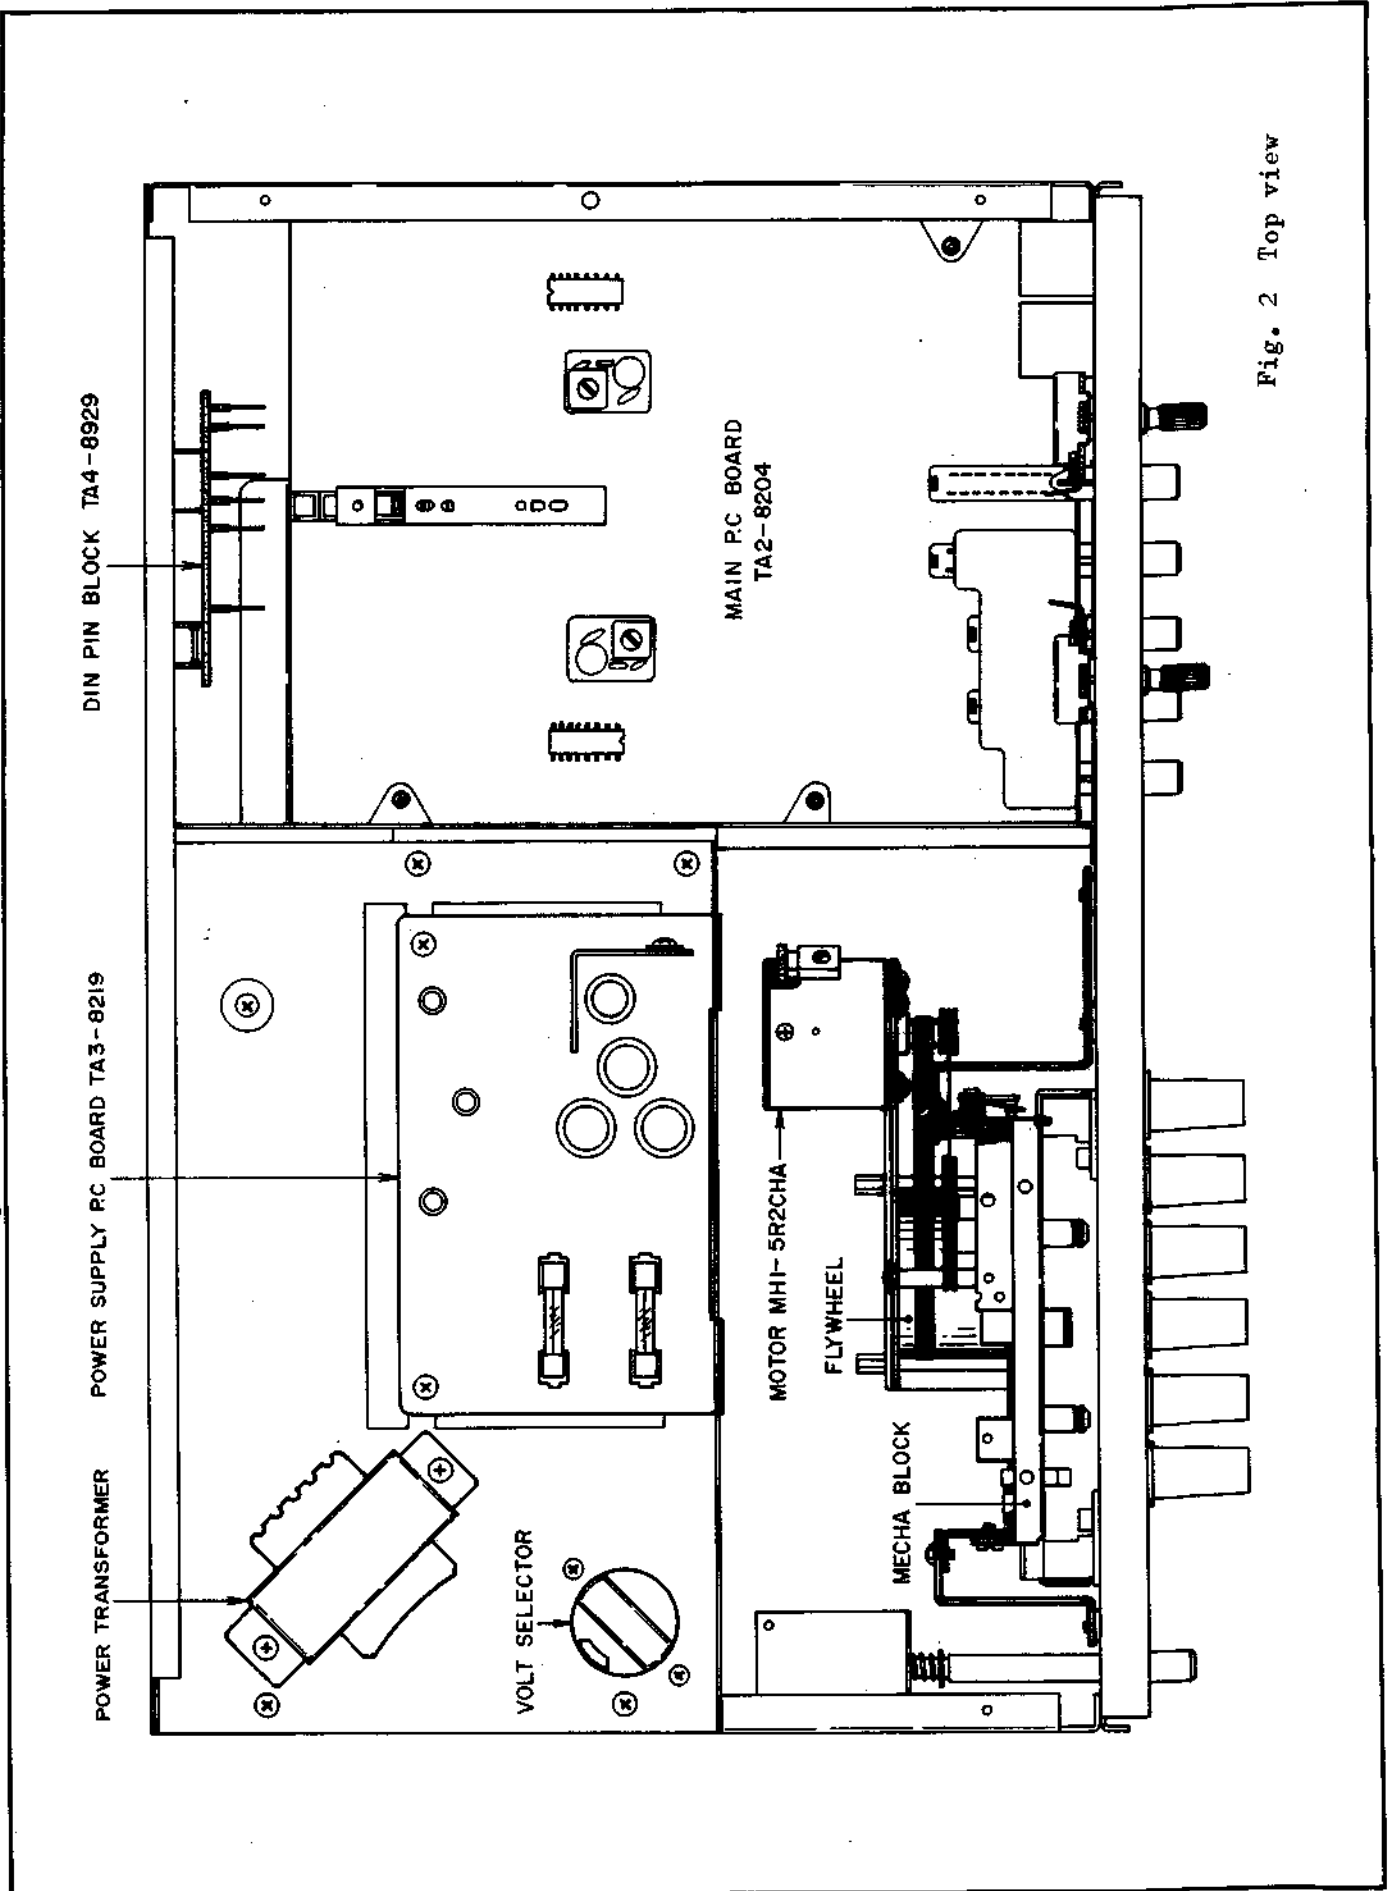 POWER TRANSFORMER
POWER SUPPLY P.C BOARD TA3-8219
DIN PIN BLOCK TA4-8929
VOLT SELECTOR
MAIN P.C BOARD
TA2-8204
MOTOR MHI-5R2CHA
FLYWHEEL
MECHA BLOCK
Fig. 2 Top view